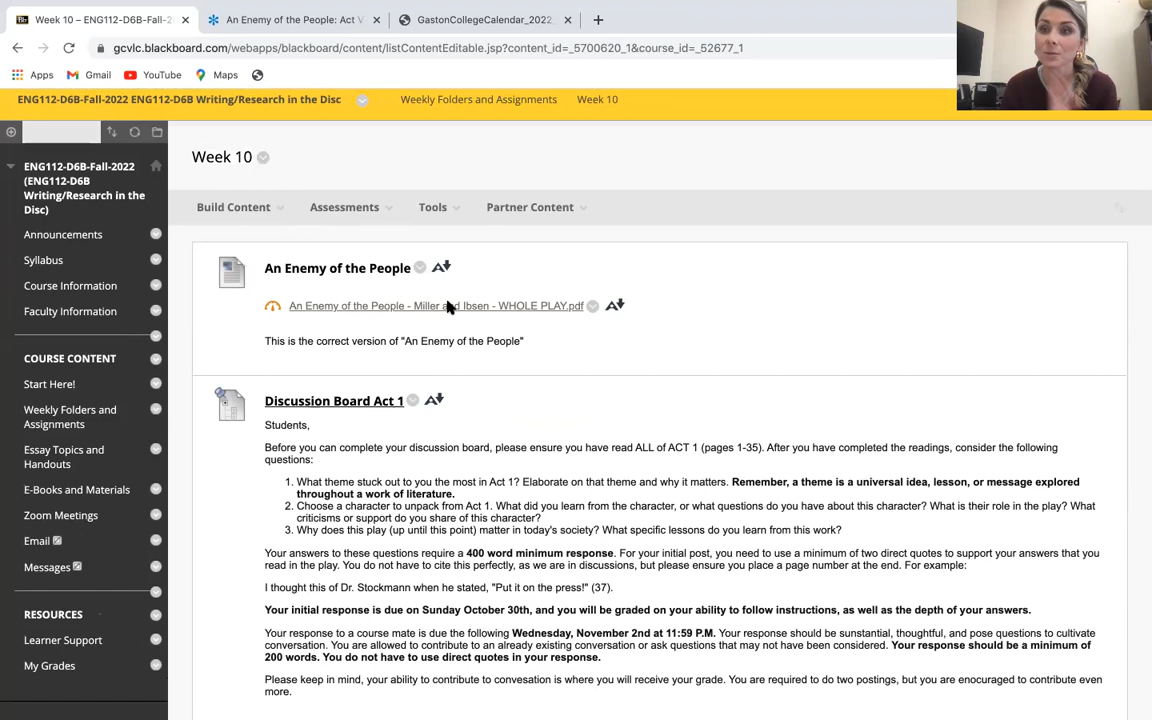 Bb Week 10 – ENG112-D6B-Fall-2
An Enemy of the People: Act V
GastonCollegeCalendar_2022_
gcvlc.blackboard.com/webapps/blackboard/content/listContentEditable.jsp?content_id=_5700620_1&course_id=_52677_1
Apps
Gmail
YouTube
Maps
ENG112-D6B-Fall-2022 ENG112-D6B Writing/Research in the Disc)
Weekly Folders and Assignments
Week 10
ENG112-D6B-Fall-2022
(ENG112-D6B
Writing/Research in the
Disc)
Announcements
Syllabus
Course Information
Faculty Information
COURSE CONTENT
Start Here!
Weekly Folders and
Assignments
Essay Topics and
Handouts
E-Books and Materials
Zoom Meetings
Email
Messages
RESOURCES
Learner Support
My Grades
Week 10
Build Content
Assessments
Tools
Partner Content
An Enemy of the People
An Enemy of the People - Miller and Ibsen - WHOLE PLAY.pdf
This is the correct version of "An Enemy of the People"
Discussion Board Act 1
Students,
Before you can complete your discussion board, please ensure you have read ALL of ACT 1 (pages 1-35). After you have completed the readings, consider the following
questions:
1. What theme stuck out to you the most in Act 1? Elaborate on that theme and why it matters. Remember, a theme is a universal idea, lesson, or message explored
throughout a work of literature.
2. Choose a character to unpack from Act 1. What did you learn from the character, or what questions do you have about this character? What is their role in the play? What
criticisms or support do you share of this character?
3. Why does this play (up until this point) matter in today's society? What specific lessons do you learn from this work?
Your answers to these questions require a 400 word minimum response. For your initial post, you need to use a minimum of two direct quotes to support your answers that you
read in the play. You do not have to cite this perfectly, as we are in discussions, but please ensure you place a page number at the end. For example:
I thought this of Dr. Stockmann when he stated, "Put it on the press!" (37).
Your initial response is due on Sunday October 30th, and you will be graded on your ability to follow instructions, as well as the depth of your answers.
Your response to a course mate is due the following Wednesday, November 2nd at 11:59 P.M. Your response should be sunstantial, thoughtful, and pose questions to cultivate
conversation. You are allowed to contribute to an already existing conversation or ask questions that may not have been considered. Your response should be a minimum of
200 words. You do not have to use direct quotes in your response.
Please keep in mind, your ability to contribute to convesation is where you will receive your grade. You are required to do two postings, but you are enocuraged to contribute even
more.